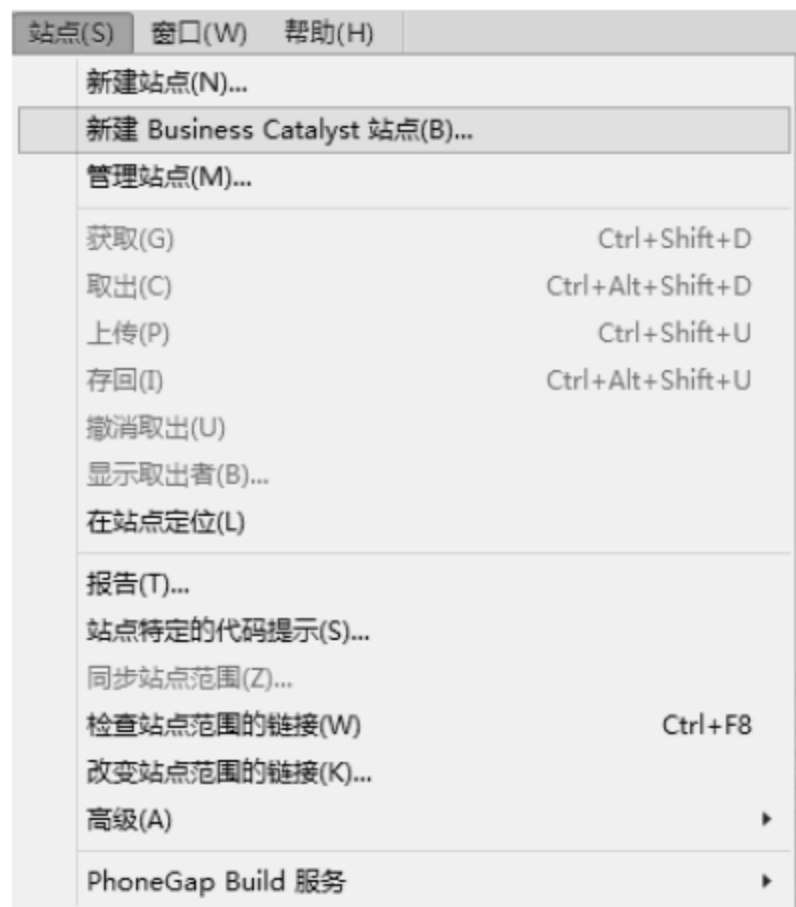 站点(S) 窗口(W) 帮助(H)
新建站点(N)...
新建 Business Catalyst 站点(B)...
管理站点(M)...
获取(G) Ctrl+Shift+D
取出(C) Ctrl+Alt+Shift+D
上传(P) Ctrl+Shift+U
存回(I) Ctrl+Alt+Shift+U
撤消取出(U)
显示取出者(B)...
在站点定位(L)
报告(T)...
站点特定的代码提示(S)...
同步站点范围(Z)...
检查站点范围的链接(W) Ctrl+F8
改变站点范围的链接(K)...
高级(A)
PhoneGap Build 服务